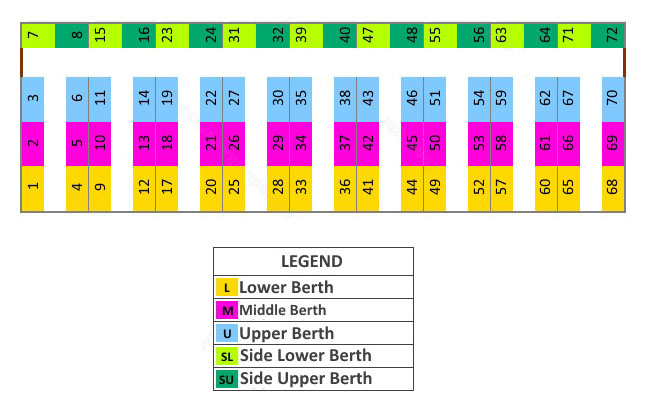 7 8 15 16 23 24 31 32 39 40 47 48 55 56 63 64 71 72
3 6 11 14 19 22 27 30 35 38 43 46 51 54 59 62 67 70
2 5 10 13 18 21 26 29 34 37 42 45 50 53 58 61 66 69
1 4 9 12 17 20 25 28 33 36 41 44 49 52 57 60 65 68
LEGEND
L Lower Berth
M Middle Berth
U Upper Berth
SL Side Lower Berth
SU Side Upper Berth